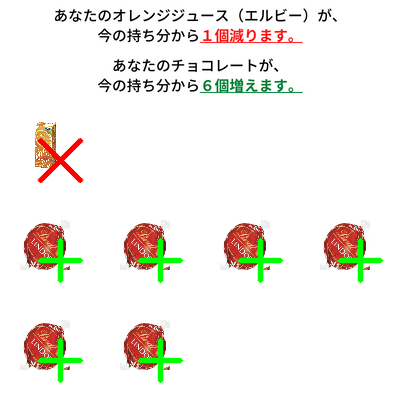 あなたのオレンジジュース（エルビー）が、
今の持ち分から１個減ります。
あなたのチョコレートが、
今の持ち分から６個増えます。